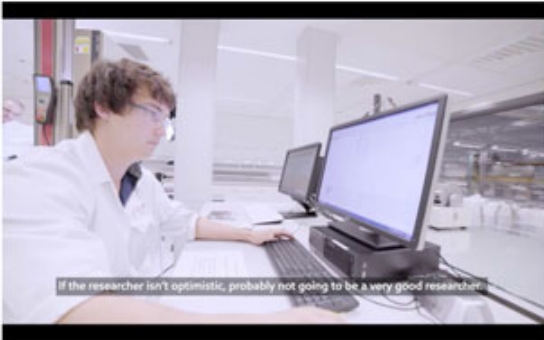 If the researcher isn't optimistic, probably not going to be a very good researcher.